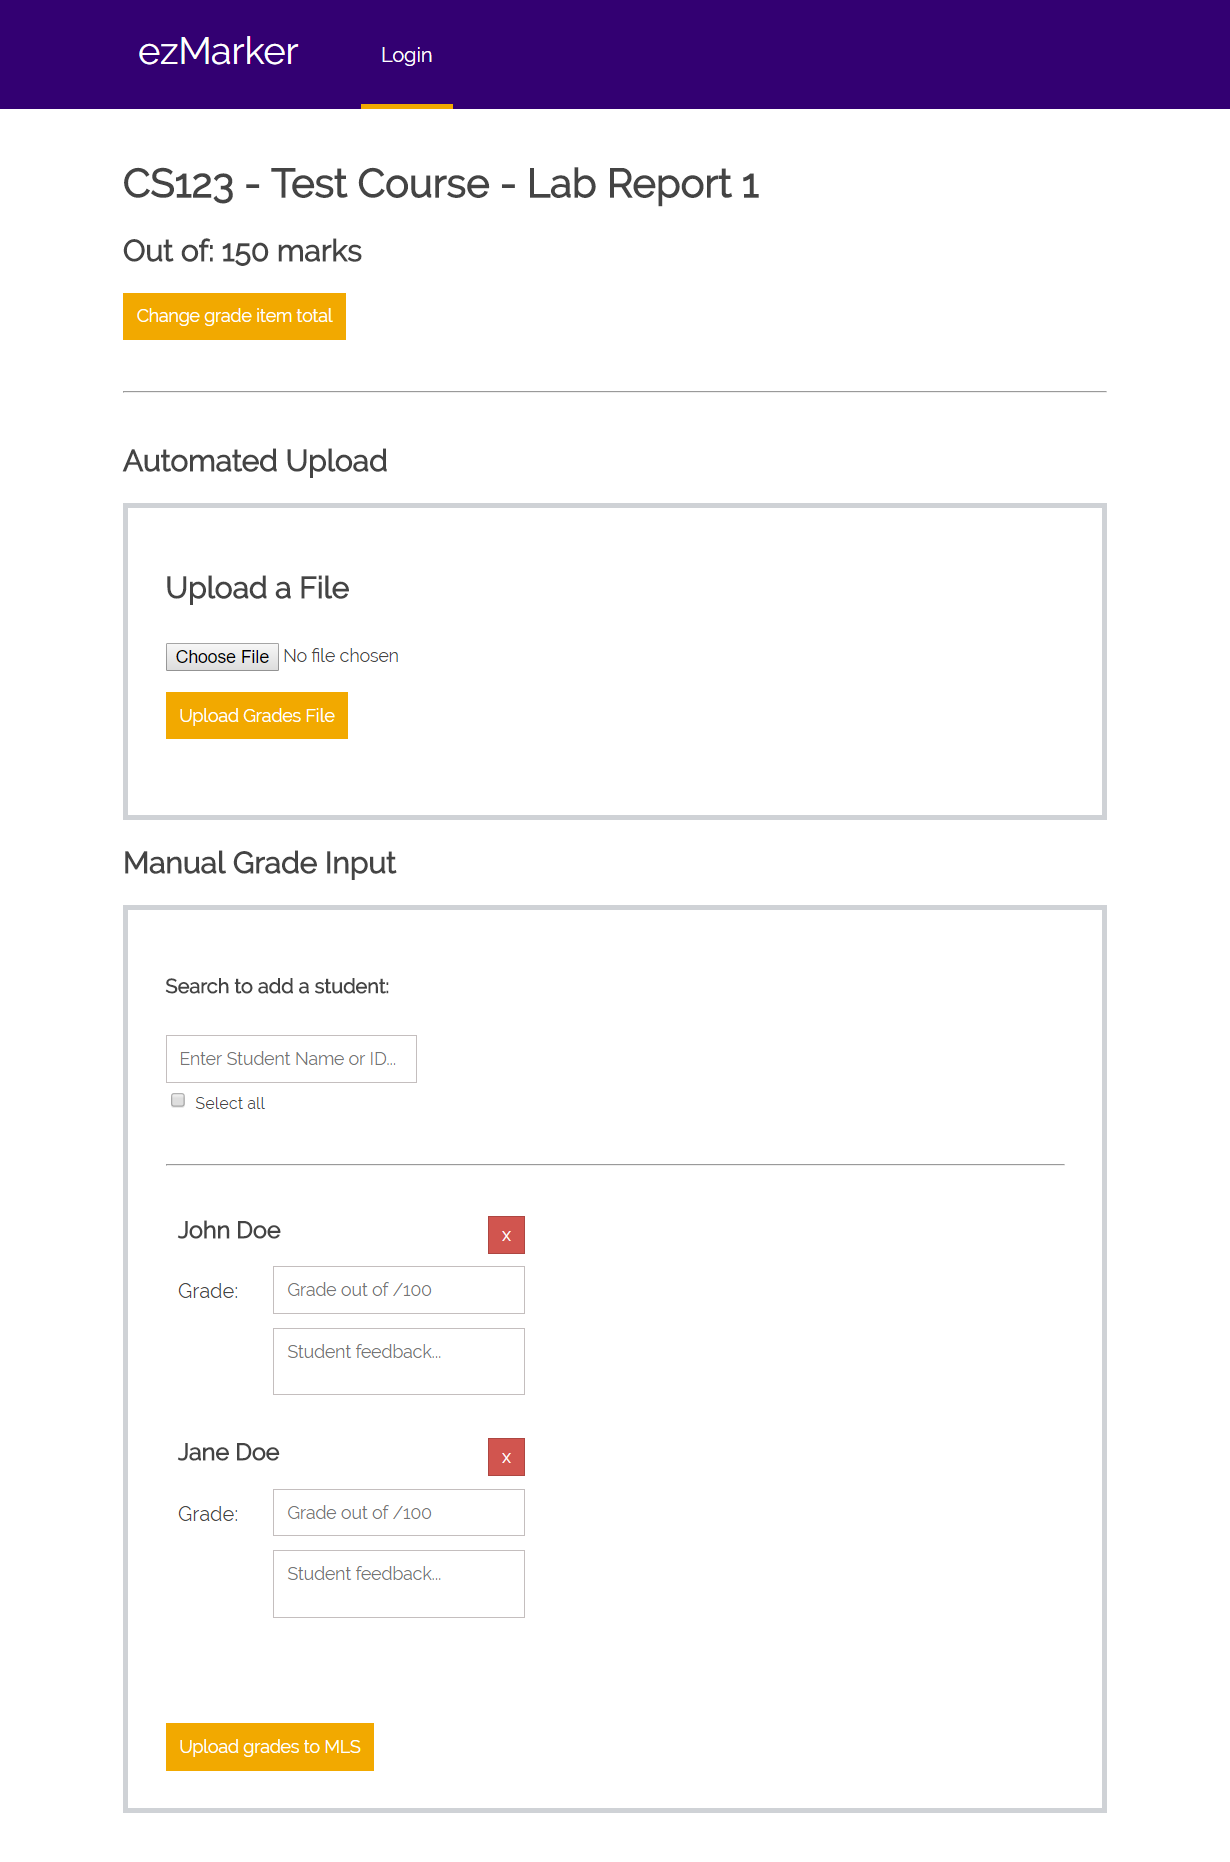 ezMarker
Login
CS123 - Test Course - Lab Report 1
Out of: 150 marks
Change grade item total
Automated Upload
Upload a File
Choose File No file chosen
Upload Grades File
Manual Grade Input
Search to add a student:
Enter Student Name or ID...
Select all
John Doe
x
Grade:
Grade out of /100
Student feedback...
Jane Doe
x
Grade:
Grade out of /100
Student feedback...
Upload grades to MLS